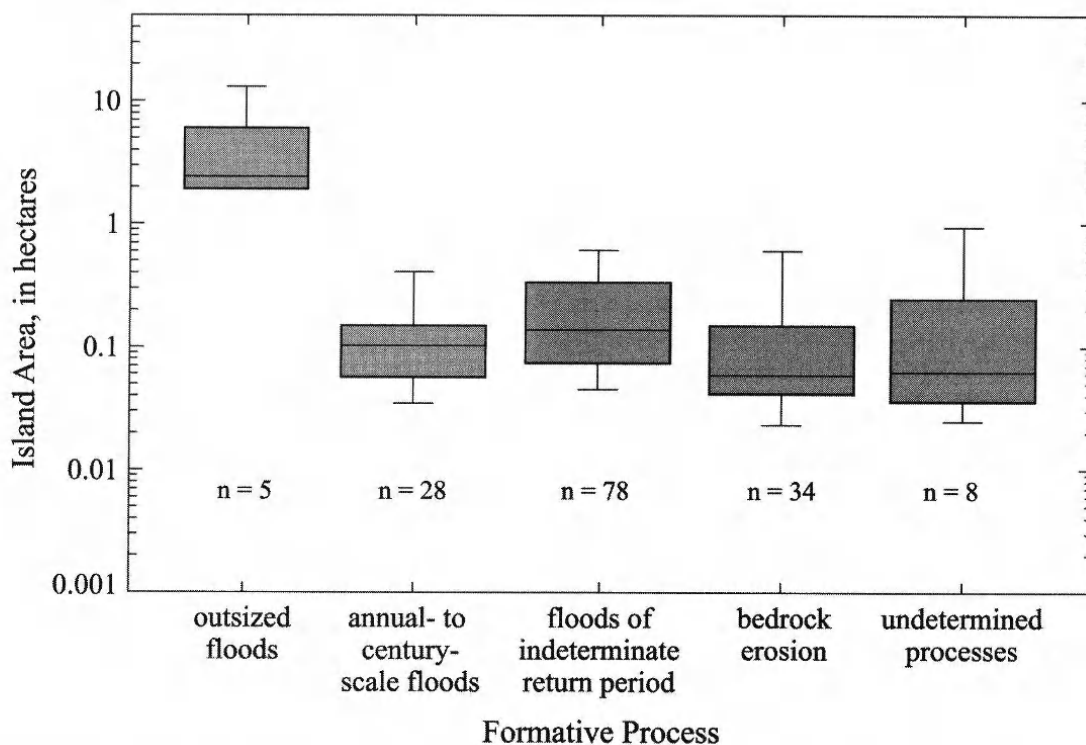 Island Area, in hectares
10
1
0.1
0.01
0.001
n = 5
n = 28
n = 78
n = 34
n = 8
outsized
floods
annual- to
century-
scale floods
floods of
indeterminate
return period
bedrock
erosion
undetermined
processes
Formative Process